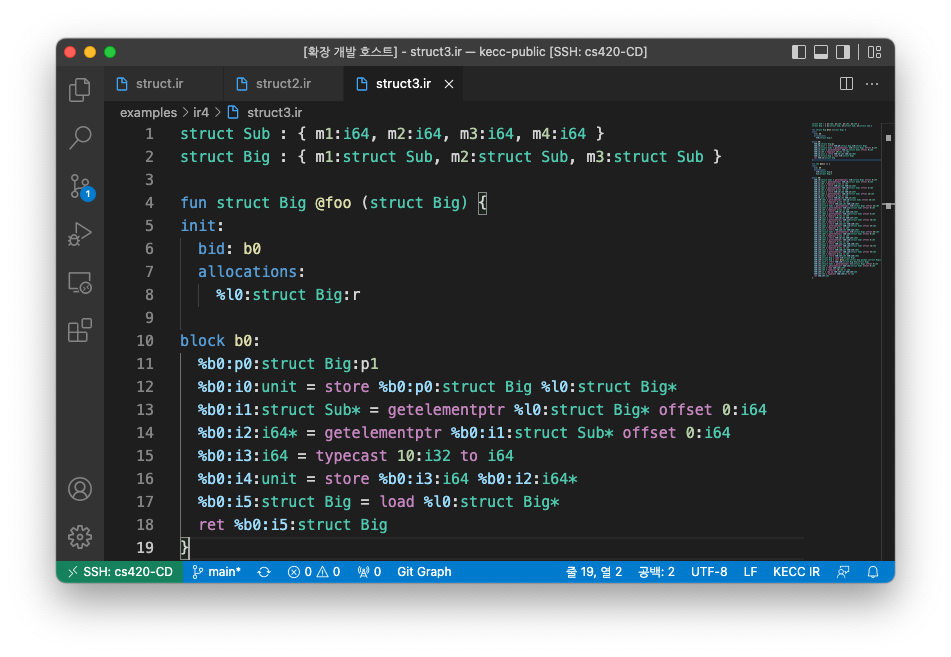 [확장 개발 호스트] - struct3.ir — kecc-public [SSH: cs420-CD]
struct.ir struct2.ir struct3.ir
examples > ir4 > struct3.ir
1 struct Sub : { m1:i64, m2:i64, m3:i64, m4:i64 }
2 struct Big : { m1:struct Sub, m2:struct Sub, m3:struct Sub }
3
4 fun struct Big @foo (struct Big) {
5 init:
6   bid: b0
7   allocations:
8     %l0:struct Big:r
9
10 block b0:
11   %b0:p0:struct Big:p1
12   %b0:i0:unit = store %b0:p0:struct Big %l0:struct Big*
13   %b0:i1:struct Sub* = getelementptr %l0:struct Big* offset 0:i64
14   %b0:i2:i64* = getelementptr %b0:i1:struct Sub* offset 0:i64
15   %b0:i3:i64 = typecast 10:i32 to i64
16   %b0:i4:unit = store %b0:i3:i64 %b0:i2:i64*
17   %b0:i5:struct Big = load %l0:struct Big*
18   ret %b0:i5:struct Big
19 }
1
SSH: cs420-CD main* 0 0 0 Git Graph 줄 19, 열 2 공백: 2 UTF-8 LF KECC IR